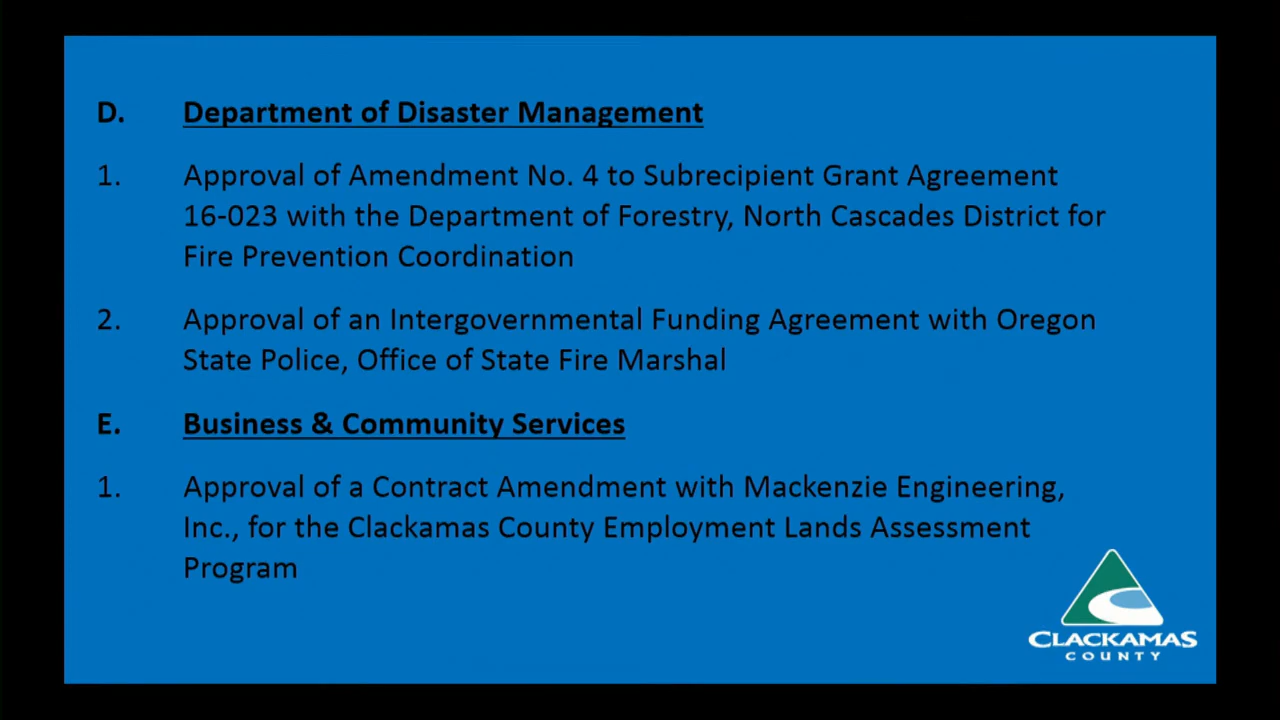 D. Department of Disaster Management
1. Approval of Amendment No. 4 to Subrecipient Grant Agreement
16-023 with the Department of Forestry, North Cascades District for
Fire Prevention Coordination
2. Approval of an Intergovernmental Funding Agreement with Oregon
State Police, Office of State Fire Marshal
E. Business & Community Services
1. Approval of a Contract Amendment with Mackenzie Engineering,
Inc., for the Clackamas County Employment Lands Assessment
Program
CLACKAMAS
COUNTY